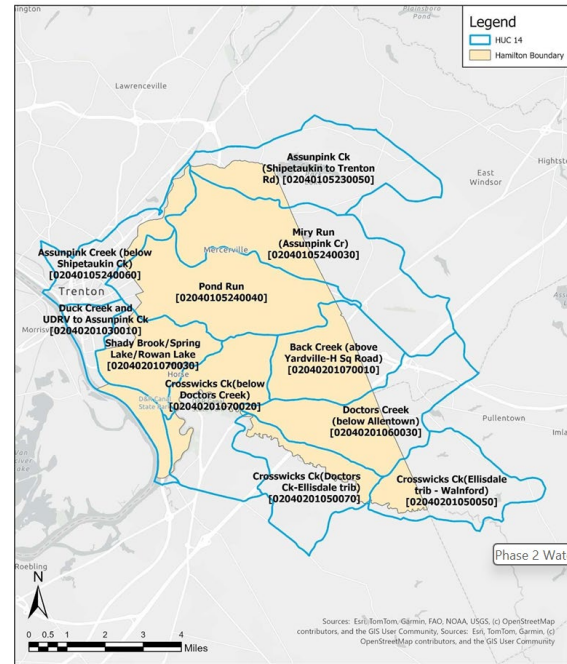 Pennington
Plainsboro
Pond
Legend
HUC 14
Hamilton Boundary
Lawrenceville
Assunpink Ck
(Shipetaukin to Trenton
Rd) [02040105230050]
East
Windsor
Hightst
Miry Run
(Assunpink Cr)
[02040105240030]
Mercerville
Assunpink Creek (below
Shipetaukin Ck)
[02040105240060]
Trenton
Pond Run
[02040105240040]
Duck Creek and
UDRV to Assunpink Ck
[02040201030010]
Morrisv
Shady Brook/Spring
Lake/Rowan Lake
[02040201070030]
Back Creek (above
Yardville-H Sq Road)
[02040201070010]
Horse
Crosswicks Ck(below
Doctors Creek)
[02040201070020]
Doctors Creek
(below Allentown)
[02040201060030]
Pullentown
Imla
Crosswicks Ck(Doctors
Ck-Ellisdale trib)
[02040201050070]
Crosswicks Ck(Ellisdale
trib - Walnford)
[02040201050050]
Phase 2 Wat
Roebling
N
0 0.5 1 2 3 4
Miles
Sources: Esri, TomTom, Garmin, FAO, NOAA, USGS, (c) OpenStreetMap
contributors, and the GIS User Community, Sources: Esri, TomTom, Garmin, (c)
OpenStreetMap contributors, and the GIS User Community